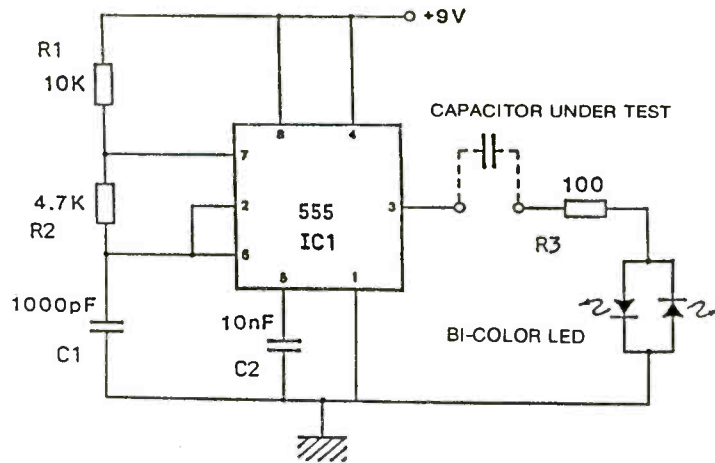 +9V
R1
10K
8
4
CAPACITOR UNDER TEST
7
4.7K
R2
2
555
IC1
3
100
R3
6
1000pF
C1
5
1
10nF
C2
BI-COLOR LED